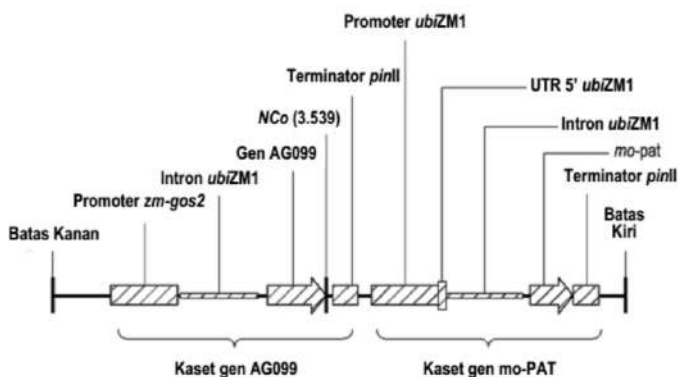 Promoter ubiZM1
Terminator pinII
UTR 5' ubiZM1
NCo (3.539)
Intron ubiZM1
Gen AG099
mo-pat
Intron ubiZM1
Terminator pinII
Promoter zm-gos2
Batas Kanan
Batas
Kiri
Kaset gen AG099
Kaset gen mo-PAT